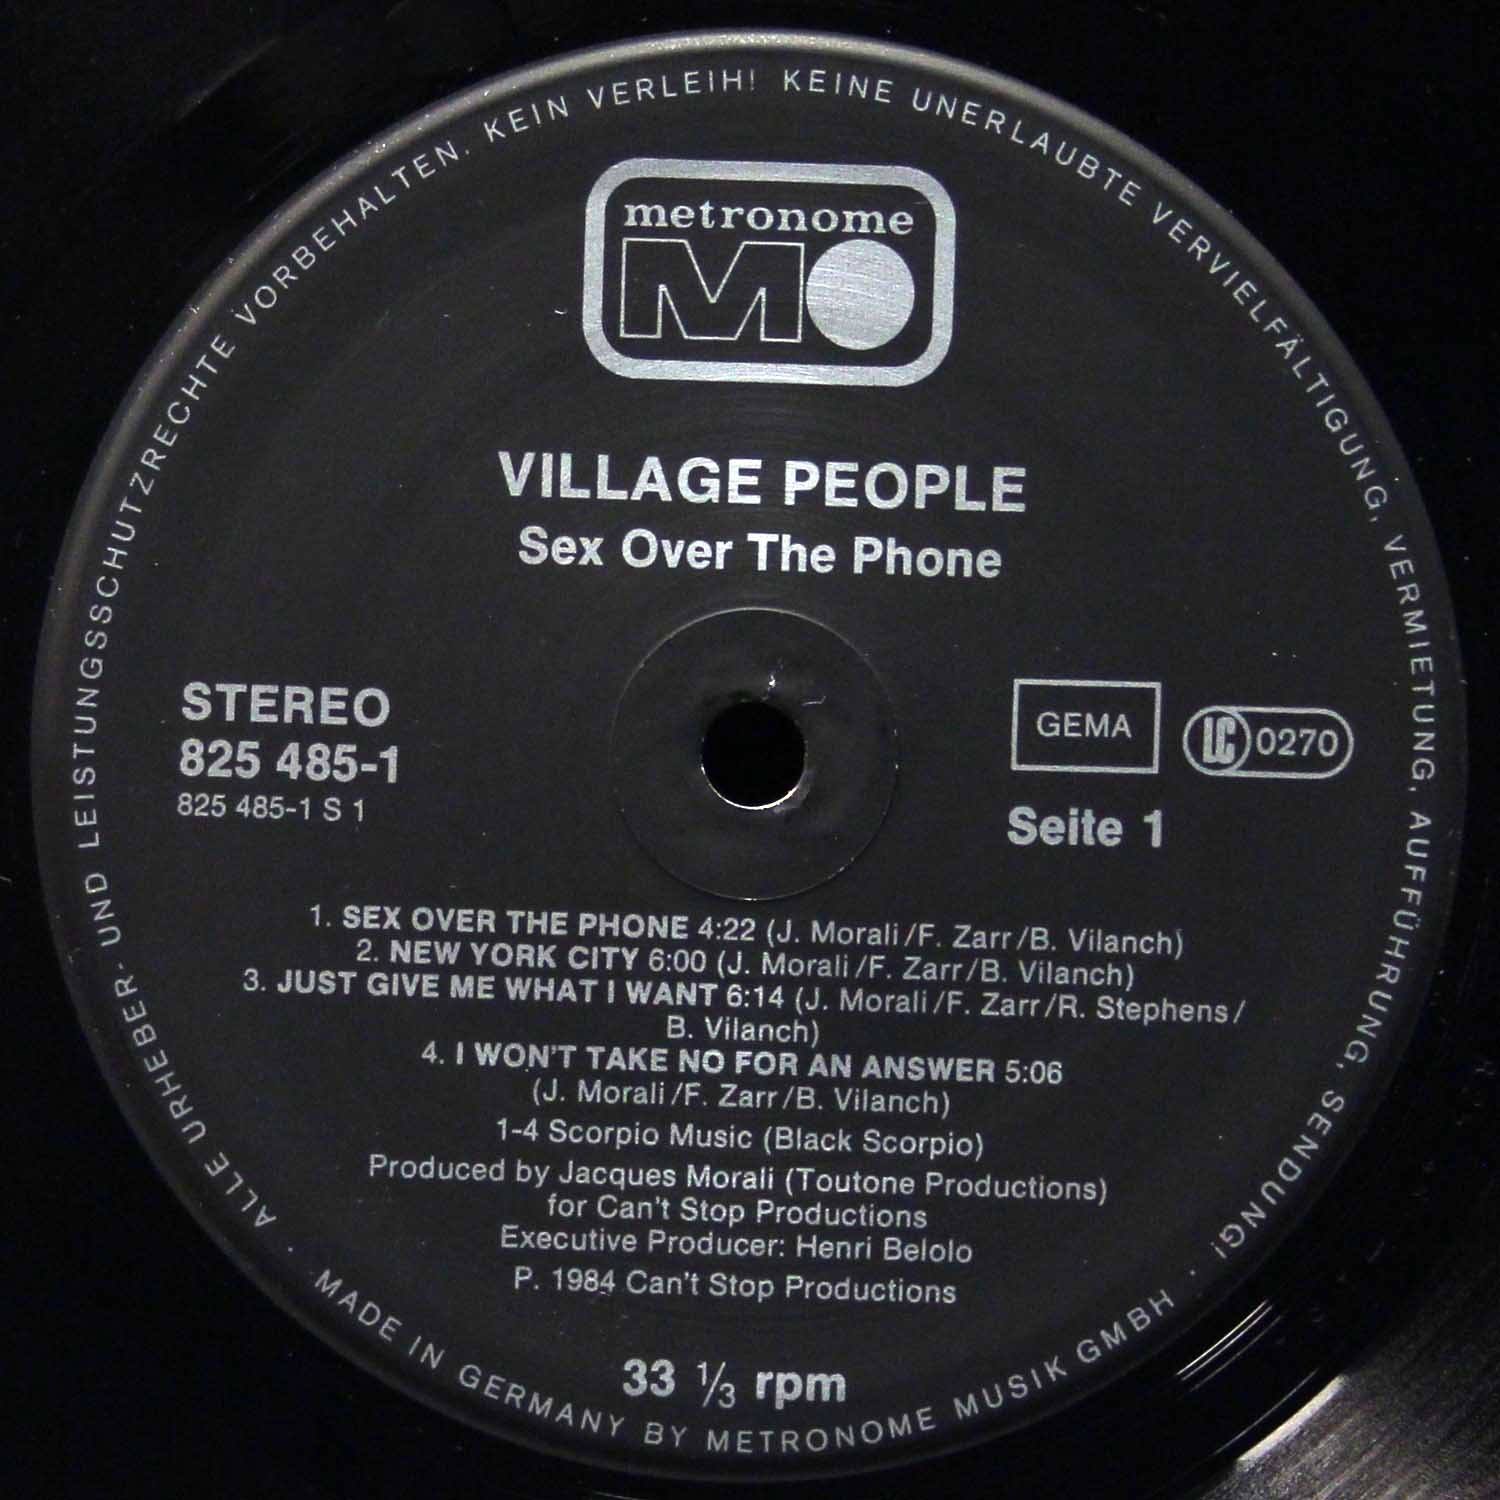 ALLE URHEBER- UND LEISTUNGSSCHUTZRECHTE VORBEHALTEN. KEIN VERLEIH! KEINE UNERLAUBTE VERVIELFÄLTIGUNG, VERMIETUNG, AUFFÜHRUNG, SENDUNG!
metronome
MO
VILLAGE PEOPLE
Sex Over The Phone
STEREO
825 485-1
825 485-1 S 1
GEMA
LC 0270
Seite 1
1. SEX OVER THE PHONE 4:22 (J. Morali/F. Zarr/B. Vilanch)
2. NEW YORK CITY 6:00 (J. Morali/F. Zarr/B. Vilanch)
3. JUST GIVE ME WHAT I WANT 6:14 (J. Morali/F. Zarr/R. Stephens/
B. Vilanch)
4. I WON'T TAKE NO FOR AN ANSWER 5:06
(J. Morali/F. Zarr/B. Vilanch)
1-4 Scorpio Music (Black Scorpio)
Produced by Jacques Morali (Toutone Productions)
for Can't Stop Productions
Executive Producer: Henri Belolo
P. 1984 Can't Stop Productions
33 1/3 rpm
· MADE IN GERMANY BY METRONOME MUSIK GMBH ·